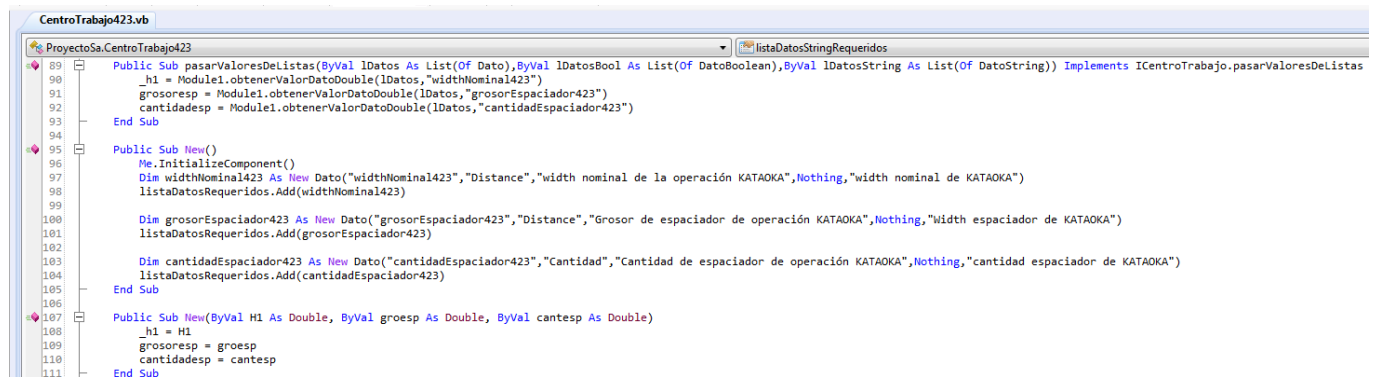 CentroTrabajo423.vb
ProyectoSa.CentroTrabajo423 listaDatosStringRequeridos
89 Public Sub pasarValoresDeListas(ByVal lDatos As List(Of Dato),ByVal lDatosBool As List(Of DatoBoolean),ByVal lDatosString As List(Of DatoString)) Implements ICentroTrabajo.pasarValoresDeListas
90 _h1 = Module1.obtenerValorDatoDouble(lDatos,"widthNominal423")
91 grosoresp = Module1.obtenerValorDatoDouble(lDatos,"grosorEspaciador423")
92 cantidadesp = Module1.obtenerValorDatoDouble(lDatos,"cantidadEspaciador423")
93 End Sub
94
95 Public Sub New()
96 Me.InitializeComponent()
97 Dim widthNominal423 As New Dato("widthNominal423","Distance","width nominal de la operación KATAOKA",Nothing,"width nominal de KATAOKA")
98 listaDatosRequeridos.Add(widthNominal423)
99
100 Dim grosorEspaciador423 As New Dato("grosorEspaciador423","Distance","Grosor de espaciador de operación KATAOKA",Nothing,"Width espaciador de KATAOKA")
101 listaDatosRequeridos.Add(grosorEspaciador423)
102
103 Dim cantidadEspaciador423 As New Dato("cantidadEspaciador423","Cantidad","Cantidad de espaciador de operación KATAOKA",Nothing,"cantidad espaciador de KATAOKA")
104 listaDatosRequeridos.Add(cantidadEspaciador423)
105 End Sub
106
107 Public Sub New(ByVal H1 As Double, ByVal groesp As Double, ByVal cantesp As Double)
108 _h1 = H1
109 grosoresp = groesp
110 cantidadesp = cantesp
111 End Sub